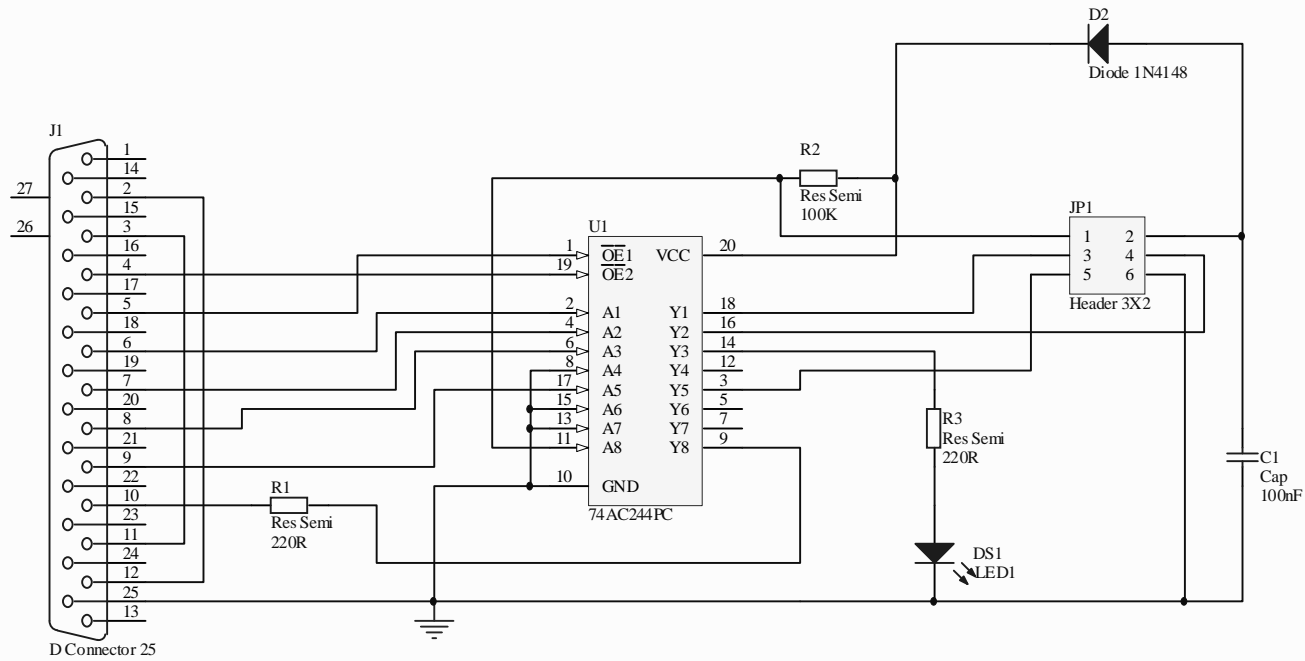 D2
Diode 1N4148
J1
1
14
27
2
15
26
3
16
4
17
5
18
6
19
7
20
8
21
9
22
10
23
11
24
12
25
13
D Connector 25
R1
Res Semi
220R
R2
Res Semi
100K
U1
1 OE1 VCC 20
19 OE2
2 A1 Y1 18
4 A2 Y2 16
6 A3 Y3 14
8 A4 Y4 12
17 A5 Y5 3
15 A6 Y6 5
13 A7 Y7 7
11 A8 Y8 9
10 GND
74AC244PC
JP1
1 2
3 4
5 6
Header 3X2
R3
Res Semi
220R
C1
Cap
100nF
DS1
LED1